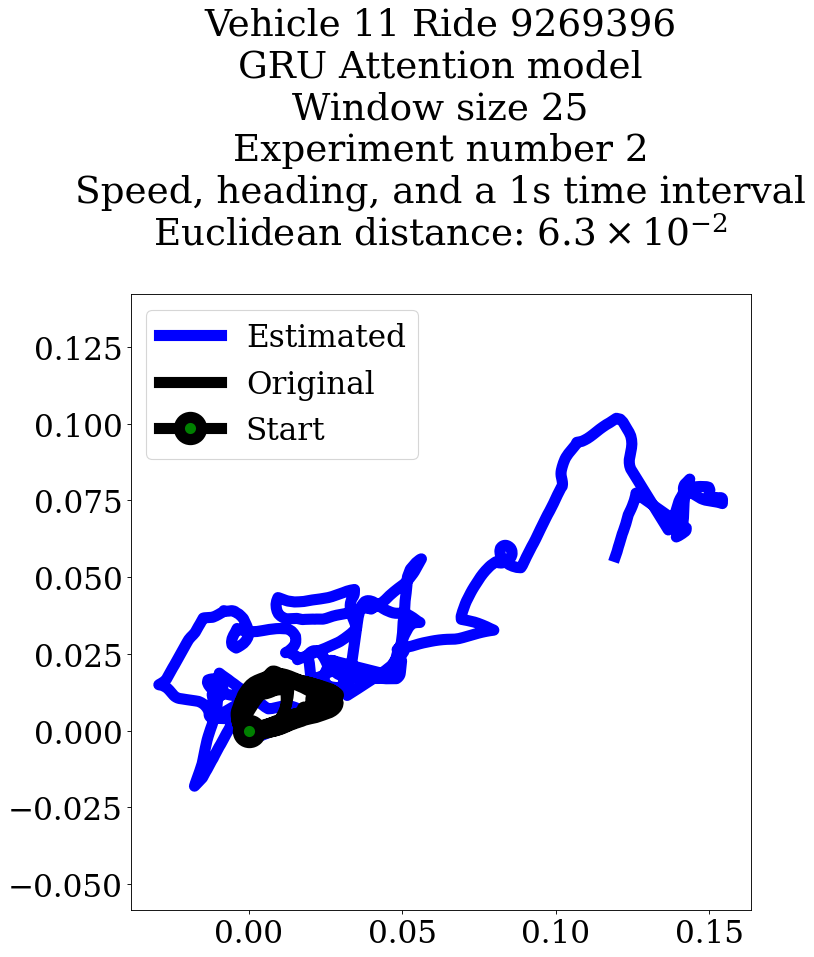 Vehicle 11 Ride 9269396
GRU Attention model
Window size 25
Experiment number 2
Speed, heading, and a 1s time interval
Euclidean distance: 6.3 × 10⁻²
Estimated
Original
Start
0.125
0.100
0.075
0.050
0.025
0.000
−0.025
−0.050
0.00 0.05 0.10 0.15